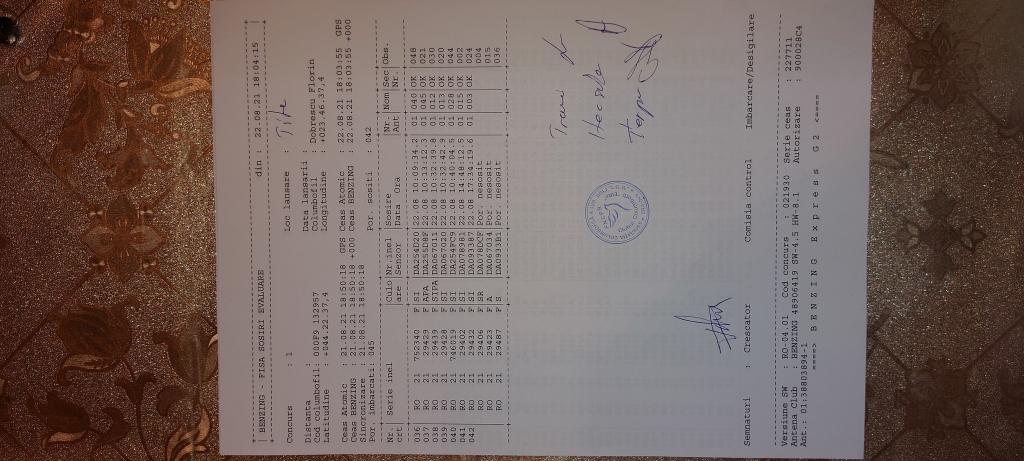 BENZING - FISA SOSIRI EVALUARE din : 22.08.21 18:04:15
Concurs : 1 Loc lansare : Titu
Distanta : Data lansarii :
Cod columbofil: 000F9 132957 Columbofil : Dobrescu Florin
Latitudine : +044.22.37,4 Longitudine : +023.46.37,4
Ceas Atomic : 21.08.21 18:50:18 GPS Ceas Atomic : 22.08.21 18:03:55 GPS
Ceas BENZING : 21.08.21 18:50:18 +000 Ceas BENZING : 22.08.21 18:03:55 +000
Sincronizare : 21.08.21 18:50:18
Por. imbarcati: 045 Por. sositi : 042
Nr. Serie inel Culo Nr.inel Sosire Nr. Nom Sec Obs.
crt are Senzor Data Ora Ant Nr.
036 RO 21 752340 F SI DA254D20 22.08 10:09:34.2 01 040 OK 048
037 RO 21 29429 F APA DA255D8F 22.08 10:13:12.3 01 045 OK 021
038 RO 21 29439 F SIPA DA067011 22.08 10:32:39.8 01 012 OK 030
039 RO 21 29428 F SI DA067020 22.08 10:32:42.9 01 013 OK 020
040 RO 21 746019 F SI DA254FC9 22.08 10:40:04.5 01 028 OK 044
041 RO 21 29402 F SI DA078981 22.08 14:48:12.5 01 015 OK 002
042 RO 21 29432 F SI DA093387 22.08 17:34:19.6 01 003 OK 024
RO 21 29406 F SR DA078DCF Por nesosit 004
RO 21 29423 F A DA067034 Por nesosit 015
RO 21 29487 F S DA0933B1 Por nesosit 036
Semnaturi : Crescator Comisia control Imbarcare/Desigilare
Versiune SW : RO-04.01 Cod concurs : 021930 Serie ceas : 227711
Antena Club : BENZING 48906419 SW-4.5 HW-8.1 Autorizare : 900028C4
Ant.: 01:38803894-1
====> B E N Z I N G E x p r e s s G 2 <====